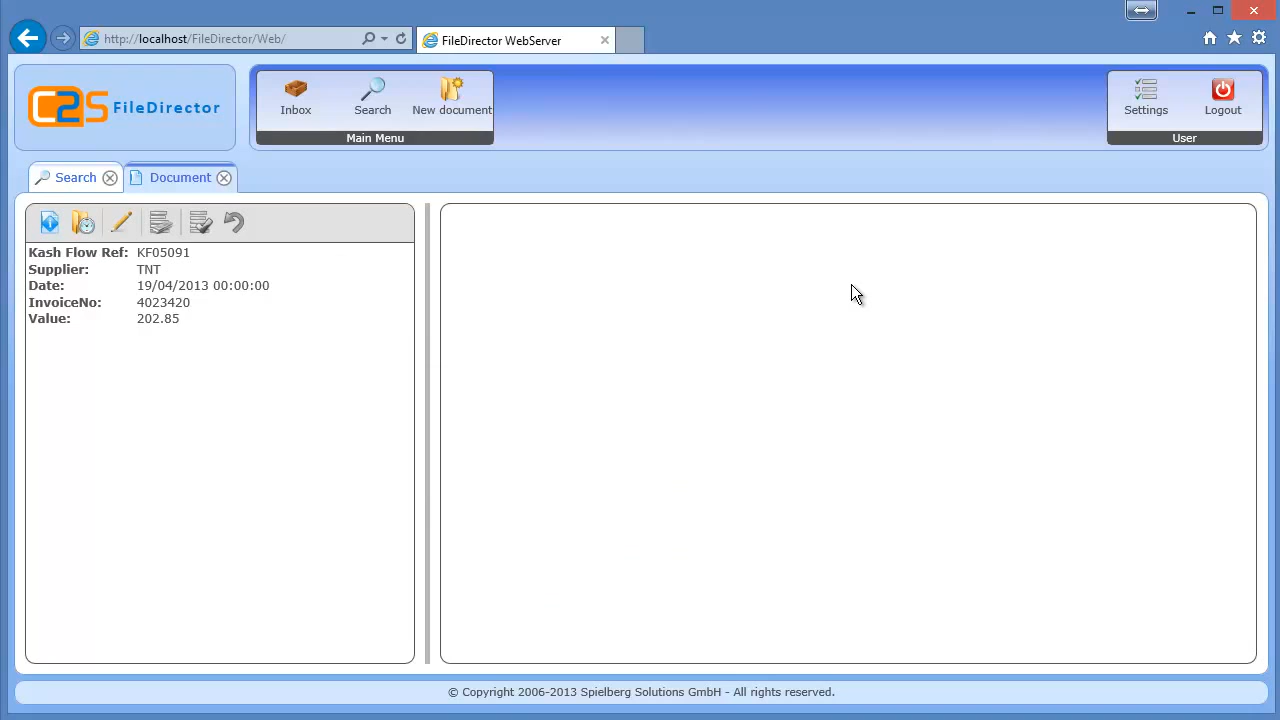 http://localhost/FileDirector/Web/
FileDirector WebServer
C2S FileDirector
Inbox
Search
New document
Main Menu
Settings
Logout
User
Search
Document
Kash Flow Ref: KF05091
Supplier: TNT
Date: 19/04/2013 00:00:00
InvoiceNo: 4023420
Value: 202.85
© Copyright 2006-2013 Spielberg Solutions GmbH - All rights reserved.